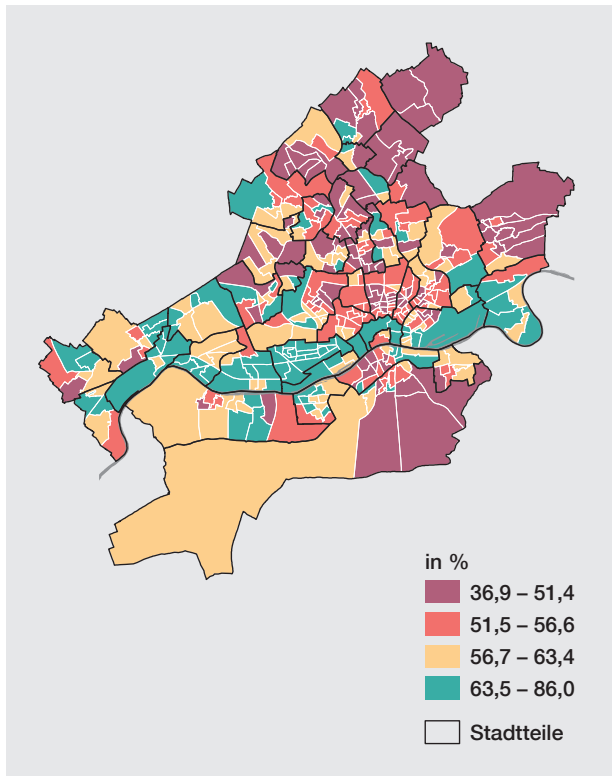 in %
36,9 – 51,4
51,5 – 56,6
56,7 – 63,4
63,5 – 86,0
Stadtteile